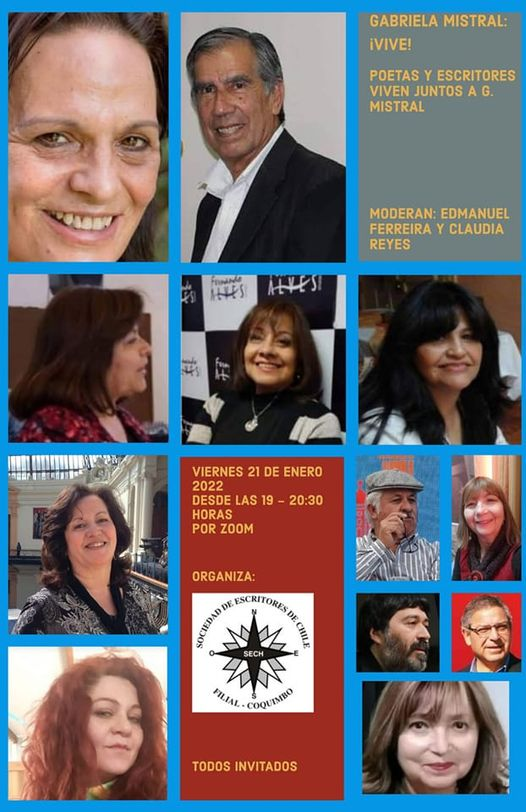 GABRIELA MISTRAL:
¡VIVE!
POETAS Y ESCRITORES
VIVEN JUNTOS A G.
MISTRAL
MODERAN: EDMANUEL
FERREIRA Y CLAUDIA
REYES
Fernando
ALVES
VIERNES 21 DE ENERO
2022
DESDE LAS 19 – 20:30
HORAS
POR ZOOM
ORGANIZA:
SOCIEDAD DE ESCRITORES DE CHILE
N
O
SECH
E
S
FILIAL - COQUIMBO
TODOS INVITADOS